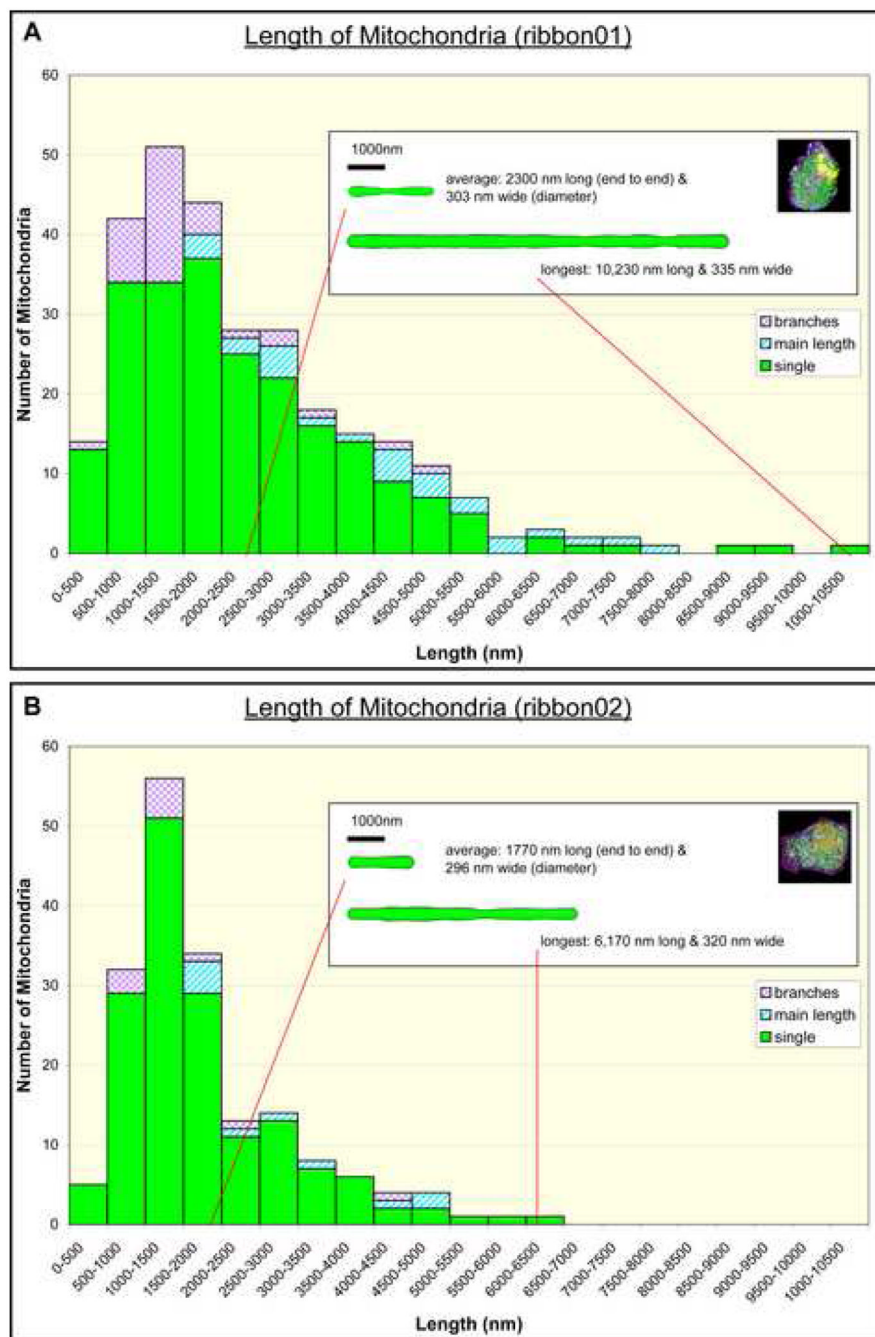 A
Length of Mitochondria (ribbon01)
60
50
40
30
20
10
0
Number of Mitochondria
1000nm
average: 2300 nm long (end to end) &
303 nm wide (diameter)
longest: 10,230 nm long & 335 nm wide
branches
main length
single
0-500
500-1000
1000-1500
1500-2000
2000-2500
2500-3000
3000-3500
3500-4000
4000-4500
5000-4500
5000-5500
5500-6000
6000-6500
6500-7000
7000-7500
7500-8000
8000-8500
8500-9000
9000-9500
9500-10000
1000-10500
Length (nm)
B
Length of Mitochondria (ribbon02)
60
50
40
30
20
10
0
Number of Mitochondria
1000nm
average: 1770 nm long (end to end) &
296 nm wide (diameter)
longest: 6,170 nm long & 320 nm wide
branches
main length
single
0-500
500-1000
1000-1500
1500-2000
2000-2500
2500-3000
3000-3500
3500-4000
4000-4500
4500-5000
5000-5500
5500-6000
6000-6500
6500-7000
7000-7500
7500-8000
8000-8500
8500-9000
9000-9500
9500-10000
1000-10500
Length (nm)